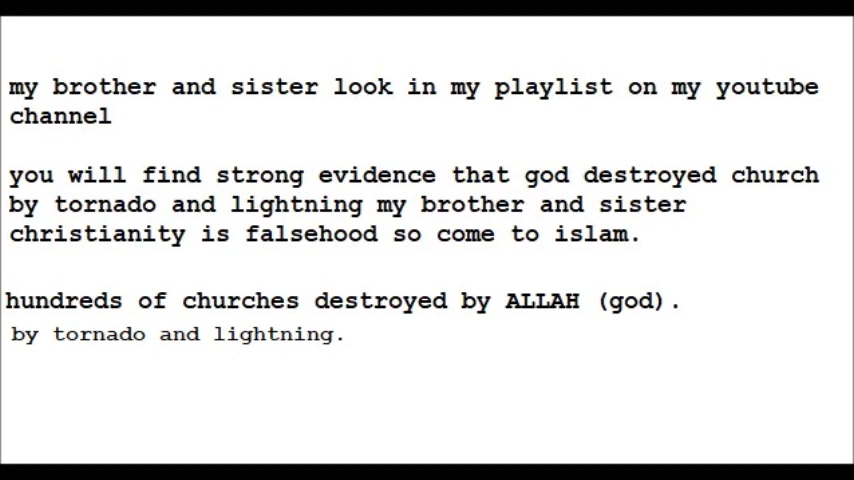 my brother and sister look in my playlist on my youtube
channel
you will find strong evidence that god destroyed church
by tornado and lightning my brother and sister
christianity is falsehood so come to islam.
hundreds of churches destroyed by ALLAH (god).
by tornado and lightning.